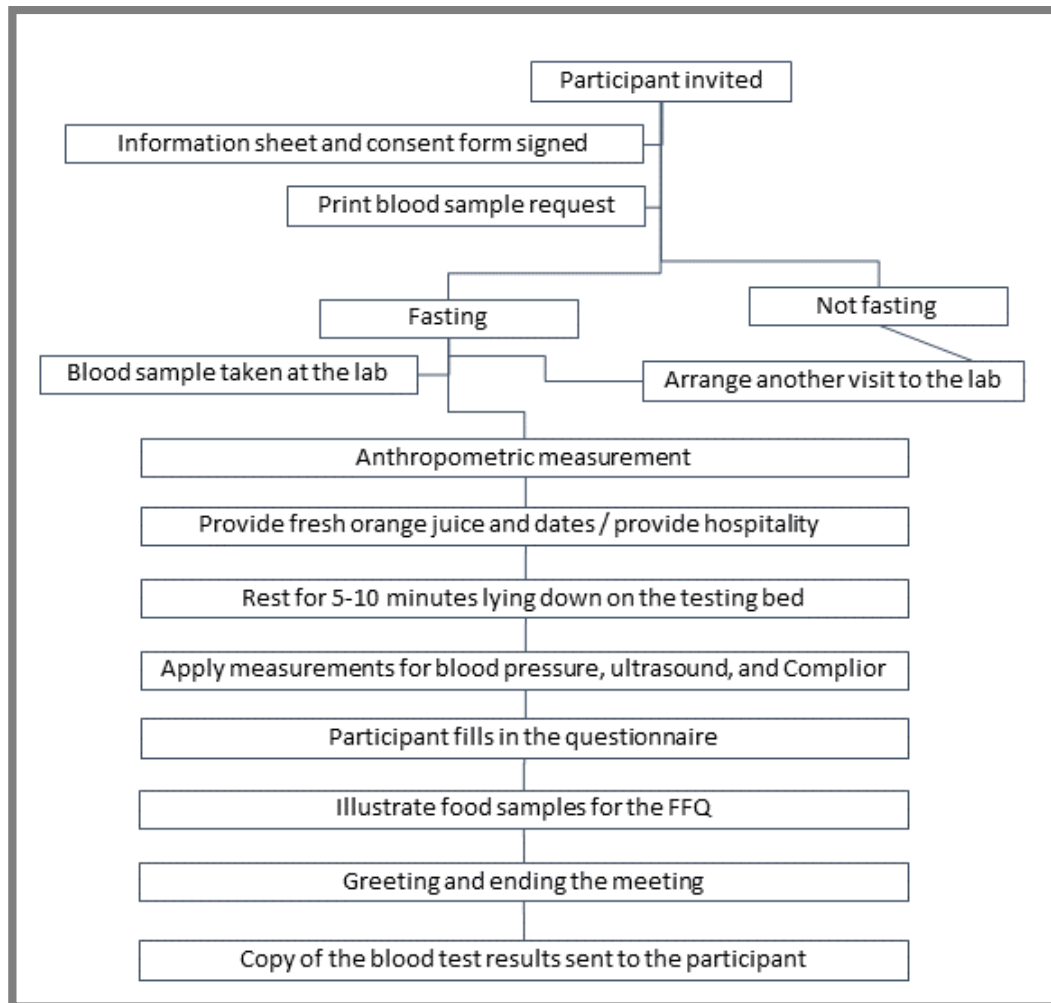 Participant invited
Information sheet and consent form signed
Print blood sample request
Fasting
Not fasting
Blood sample taken at the lab
Arrange another visit to the lab
Anthropometric measurement
Provide fresh orange juice and dates / provide hospitality
Rest for 5-10 minutes lying down on the testing bed
Apply measurements for blood pressure, ultrasound, and Complior
Participant fills in the questionnaire
Illustrate food samples for the FFQ
Greeting and ending the meeting
Copy of the blood test results sent to the participant